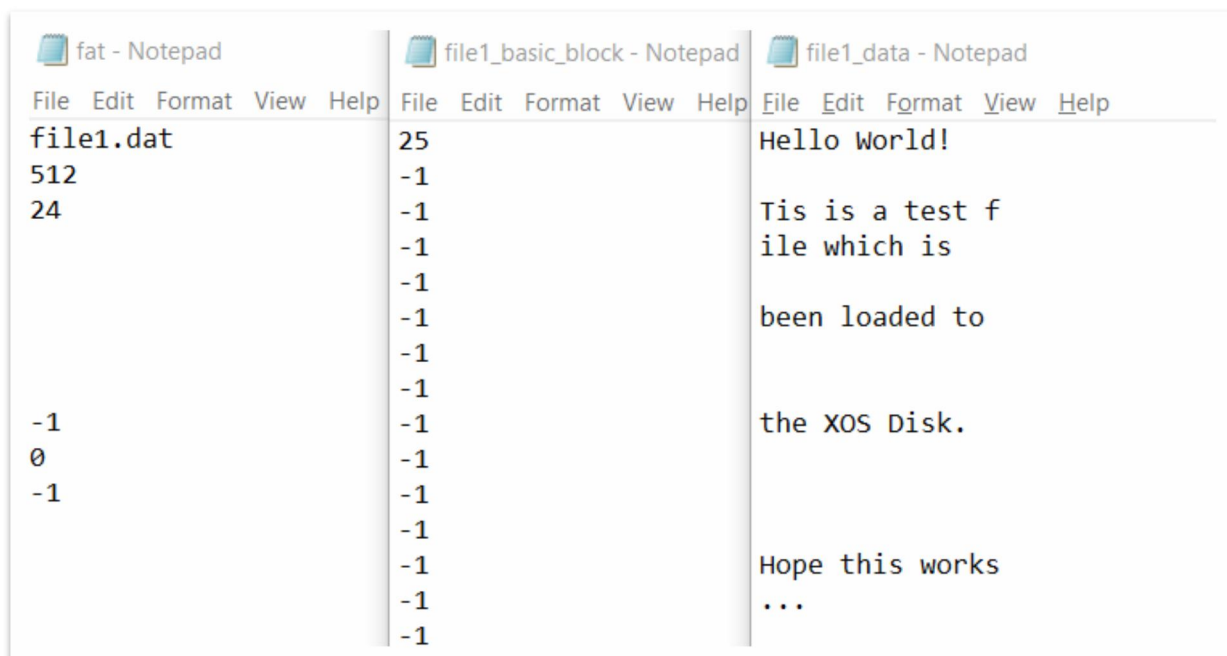 fat - Notepad
File Edit Format View Help
file1.dat
512
24
-1
0
-1
file1_basic_block - Notepad
File Edit Format View Help
25
-1
-1
-1
-1
-1
-1
-1
-1
-1
-1
-1
-1
-1
-1
file1_data - Notepad
File Edit Format View Help
Hello World!
Tis is a test f
ile which is
been loaded to
the XOS Disk.
Hope this works
...